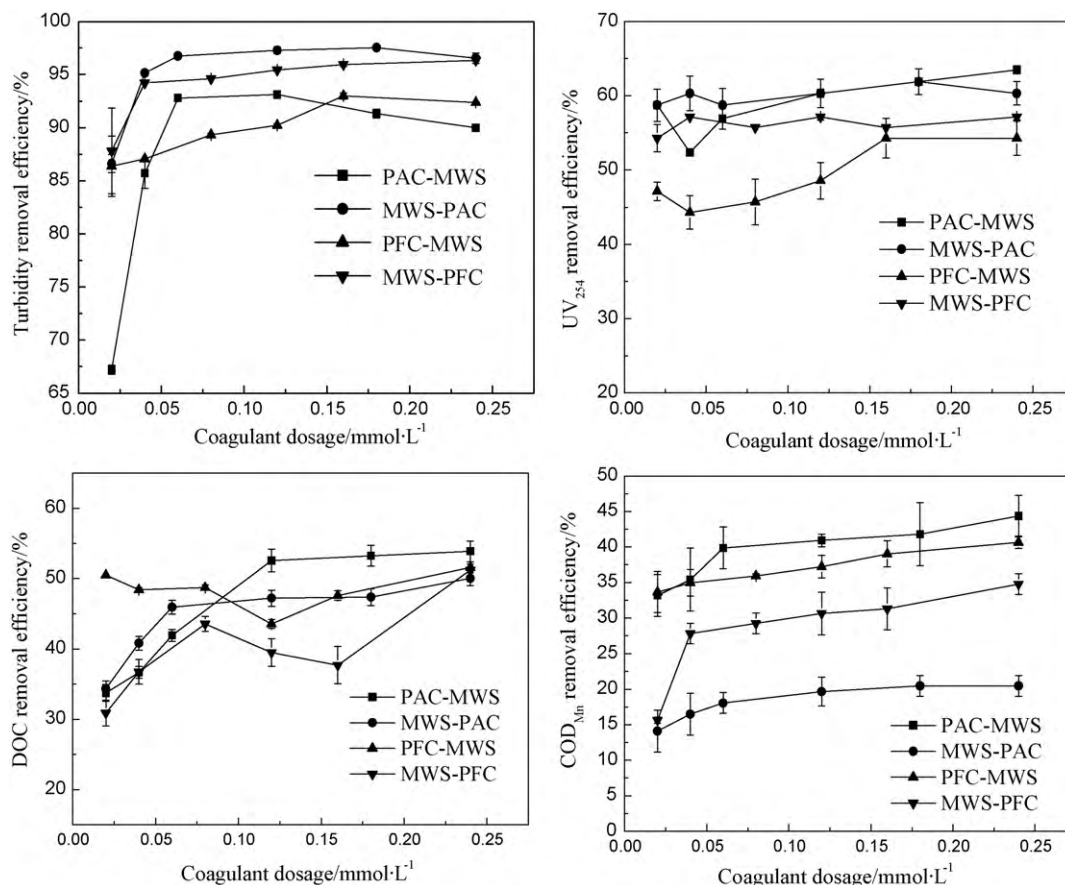 100
95
90
85
80
75
70
65
0.00 0.05 0.10 0.15 0.20 0.25
Turbidity removal efficiency/%
Coagulant dosage/mmol·L⁻¹
PAC-MWS
MWS-PAC
PFC-MWS
MWS-PFC
70
60
50
40
30
20
0.00 0.05 0.10 0.15 0.20 0.25
UV₂₅₄ removal efficiency/%
Coagulant dosage/mmol·L⁻¹
PAC-MWS
MWS-PAC
PFC-MWS
MWS-PFC
60
50
40
30
20
0.00 0.05 0.10 0.15 0.20 0.25
DOC removal efficiency/%
Coagulant dosage/mmol·L⁻¹
PAC-MWS
MWS-PAC
PFC-MWS
MWS-PFC
50
45
40
35
30
25
20
15
10
5
0
0.00 0.05 0.10 0.15 0.20 0.25
COD_Mn removal efficiency/%
Coagulant dosage/mmol·L⁻¹
PAC-MWS
MWS-PAC
PFC-MWS
MWS-PFC